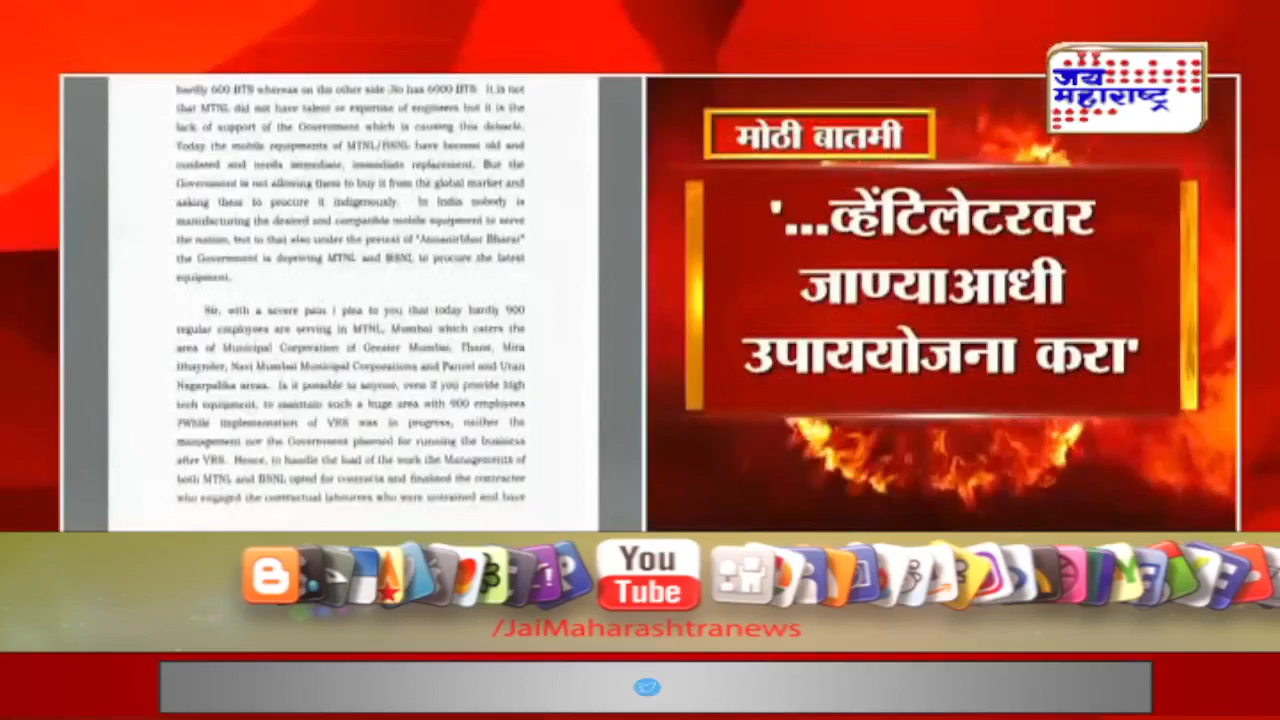 hardly 600 BTS whereas on the other side Jio has 6000 BTS. It is not
that MTNL did not have talent or expertise of engineers but it is the
lack of support of the Government which is causing this debacle.
Today the mobile equipments of MTNL/BSNL have become old and
outdated and needs immediate, immediate replacement. But the
Government is not allowing them to buy it from the global market and
asking them to procure it indigenously. In India nobody is
manufacturing the desired and compatible mobile equipment to serve
the nation, but to that also under the pretext of
the Government is depriving MTNL and BSNL to procure the latest
equipment.
Sir, with a severe pain I plea to you that today hardly 900
regular employees are serving in MTNL, Mumbai which caters the
area of Municipal Corporation of Greater Mumbai, Thane, Mira
Bhaynder, Navi Mumbai Municipal Corporations and Panvel and Uran
Nagarpalika areas. Is it possible to anyone, even if you provide high
tech equipment, to maintain such a huge area with 900 employees
?While implementation of VRS was in progress, neither the
management nor the Government planned for running the business
after VRS. Hence, to handle the load of the work the Managements of
both MTNL and BSNL opted for contracts and finalised the contractor
who engaged the contractual labourers who were untrained and have
जय
महाराष्ट्र
मोठी बातमी
'...व्हेंटिलेटरवर
जाण्याआधी
उपाययोजना करा'
You
Tube
/JaiMaharashtranews